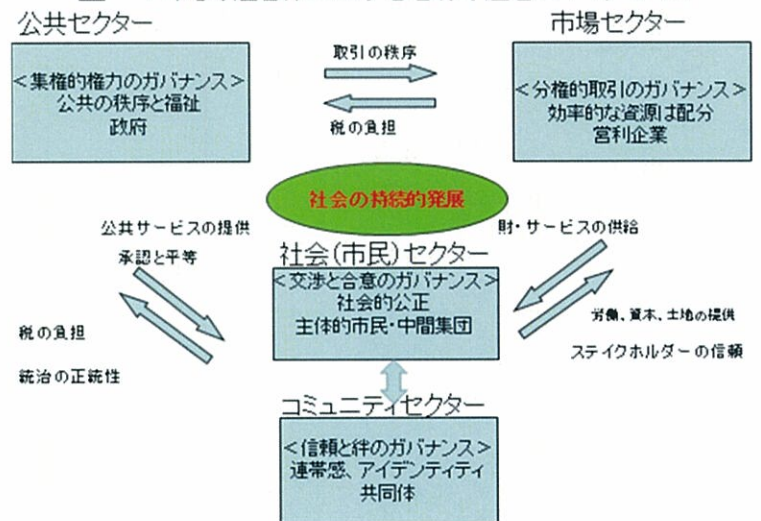 公共セクター
市場セクター
＜集権的権力のガバナンス＞
公共の秩序と福祉
政府
取引の秩序
税の負担
＜分権的取引のガバナンス＞
効率的な資源は配分
営利企業
社会の持続的発展
公共サービスの提供
承認と平等
財・サービスの供給
社会（市民）セクター
＜交渉と合意のガバナンス＞
社会的公正
主体的市民・中間集団
税の負担
統治の正統性
労働、資本、土地の提供
ステイクホルダーの信頼
コミュニティセクター
＜信頼と絆のガバナンス＞
連帯感、アイデンティティ
共同体